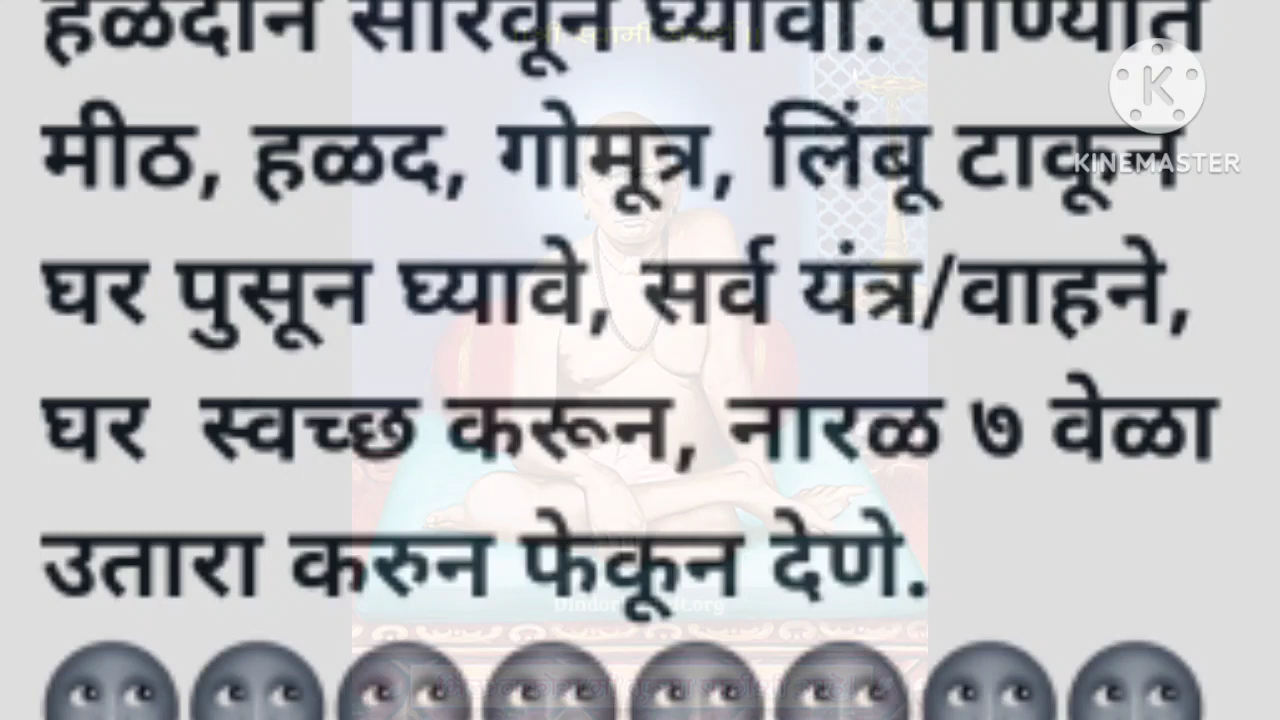 हळदीने सारवून घ्यावी. पाण्यात
मीठ, हळद, गोमूत्र, लिंबू टाकून
KINEMASTER
घर पुसून घ्यावे, सर्व यंत्र/वाहने,
घर स्वच्छ करून, नारळ ७ वेळा
उतारा करुन फेकून देणे.